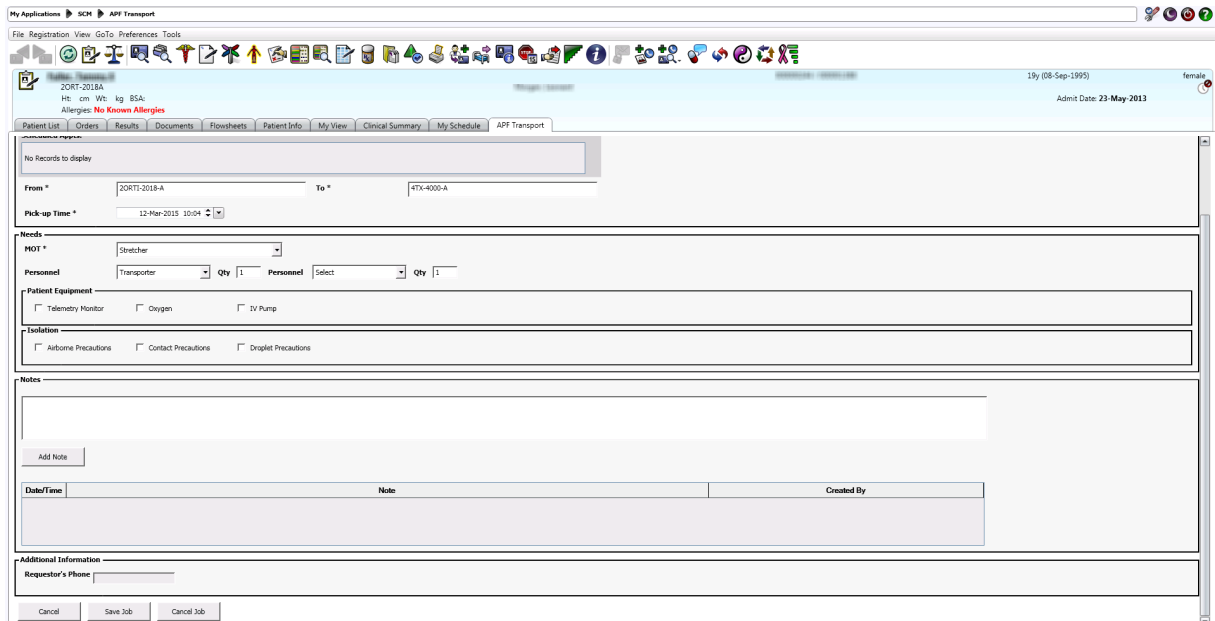 My Applications SCM APF Transport
File Registration View GoTo Preferences Tools
19y (08-Sep-1995) female
2ORT-2018A
Ht: cm Wt: kg BSA: Admit Date: 23-May-2013
Allergies: No Known Allergies
Patient List Orders Results Documents Flowsheets Patient Info My View Clinical Summary My Schedule APF Transport
Scheduled Appts:
No Records to display
From * 2ORTI-2018-A To * 4TX-4000-A
Pick-up Time * 12-Mar-2015 10:04
Needs
MOT * Stretcher
Personnel Transporter Qty 1 Personnel Select Qty 1
Patient Equipment
Telemetry Monitor Oxygen IV Pump
Isolation
Airborne Precautions Contact Precautions Droplet Precautions
Notes
Add Note
Date/Time Note Created By
Additional Information
Requestor's Phone
Cancel Save Job Cancel Job